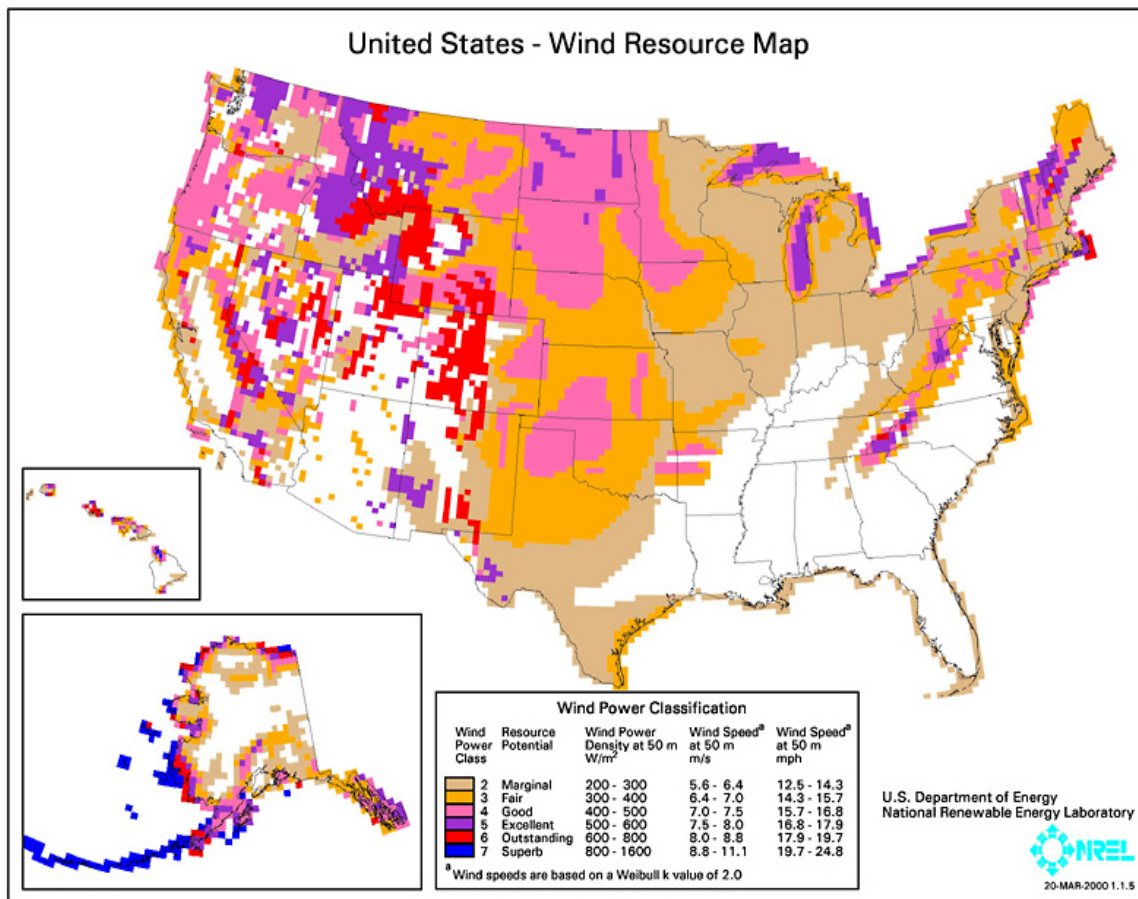 United States - Wind Resource Map
Wind Power Classification
Wind Power Class Resource Potential Wind Power Density at 50 m W/m² Wind Speedᵃ at 50 m m/s Wind Speedᵃ at 50 m mph
2 Marginal 200 - 300 5.6 - 6.4 12.5 - 14.3
3 Fair 300 - 400 6.4 - 7.0 14.3 - 15.7
4 Good 400 - 500 7.0 - 7.5 15.7 - 16.8
5 Excellent 500 - 600 7.5 - 8.0 16.8 - 17.9
6 Outstanding 600 - 800 8.0 - 8.8 17.9 - 19.7
7 Superb 800 - 1600 8.8 - 11.1 19.7 - 24.8
ᵃ Wind speeds are based on a Weibull k value of 2.0
U.S. Department of Energy
National Renewable Energy Laboratory
NREL
20-MAR-2000 1.1.5